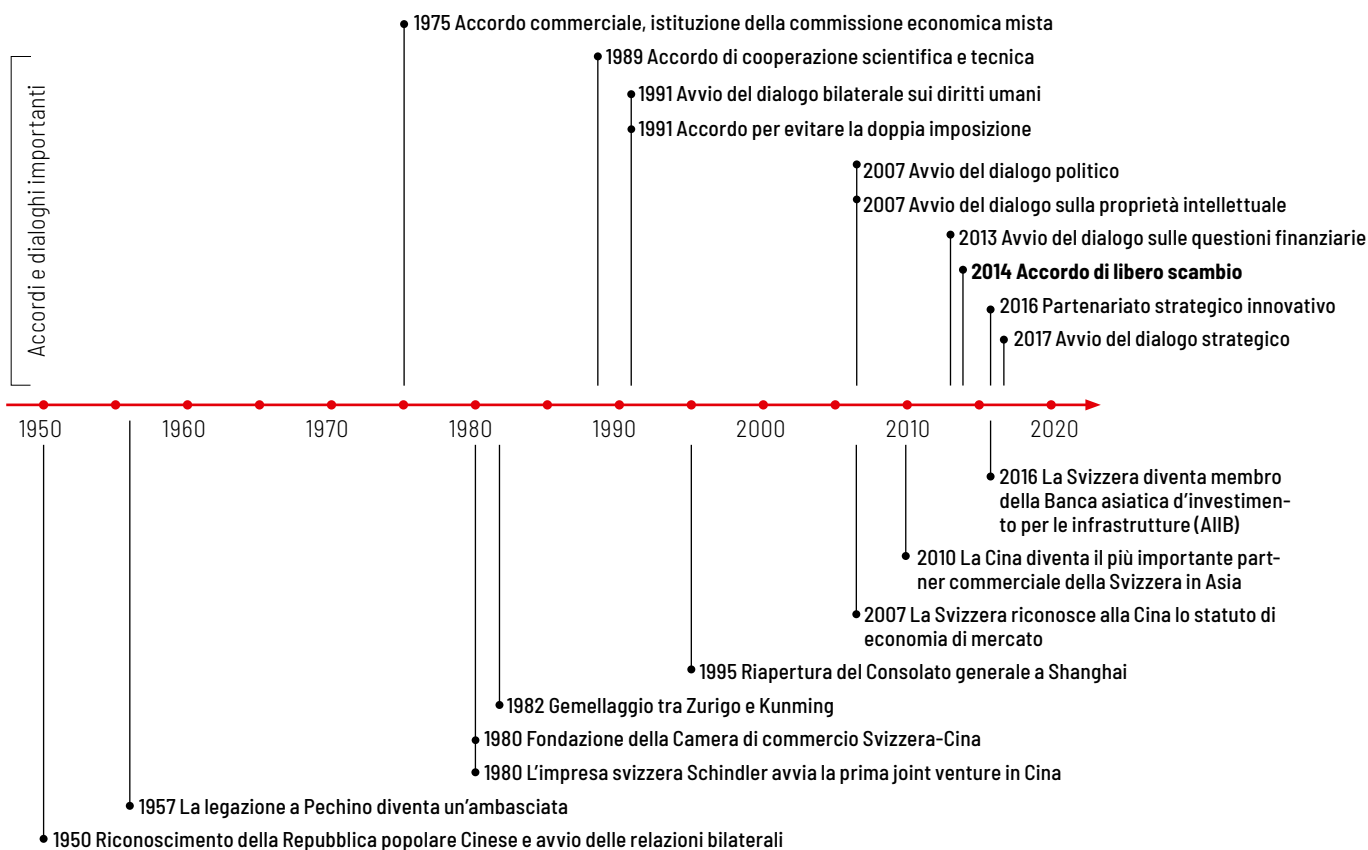 1975 Accordo commerciale, istituzione della commissione economica mista
1989 Accordo di cooperazione scientifica e tecnica
1991 Avvio del dialogo bilaterale sui diritti umani
1991 Accordo per evitare la doppia imposizione
2007 Avvio del dialogo politico
2007 Avvio del dialogo sulla proprietà intellettuale
2013 Avvio del dialogo sulle questioni finanziarie
2014 Accordo di libero scambio
2016 Partenariato strategico innovativo
2017 Avvio del dialogo strategico
Accordi e dialoghi importanti
1950 1960 1970 1980 1990 2000 2010 2020
2016 La Svizzera diventa membro
della Banca asiatica d’investimen-
to per le infrastrutture (AIIB)
2010 La Cina diventa il più importante part-
ner commerciale della Svizzera in Asia
2007 La Svizzera riconosce alla Cina lo statuto di
economia di mercato
1995 Riapertura del Consolato generale a Shanghai
1982 Gemellaggio tra Zurigo e Kunming
1980 Fondazione della Camera di commercio Svizzera-Cina
1980 L’impresa svizzera Schindler avvia la prima joint venture in Cina
1957 La legazione a Pechino diventa un’ambasciata
1950 Riconoscimento della Repubblica popolare Cinese e avvio delle relazioni bilaterali